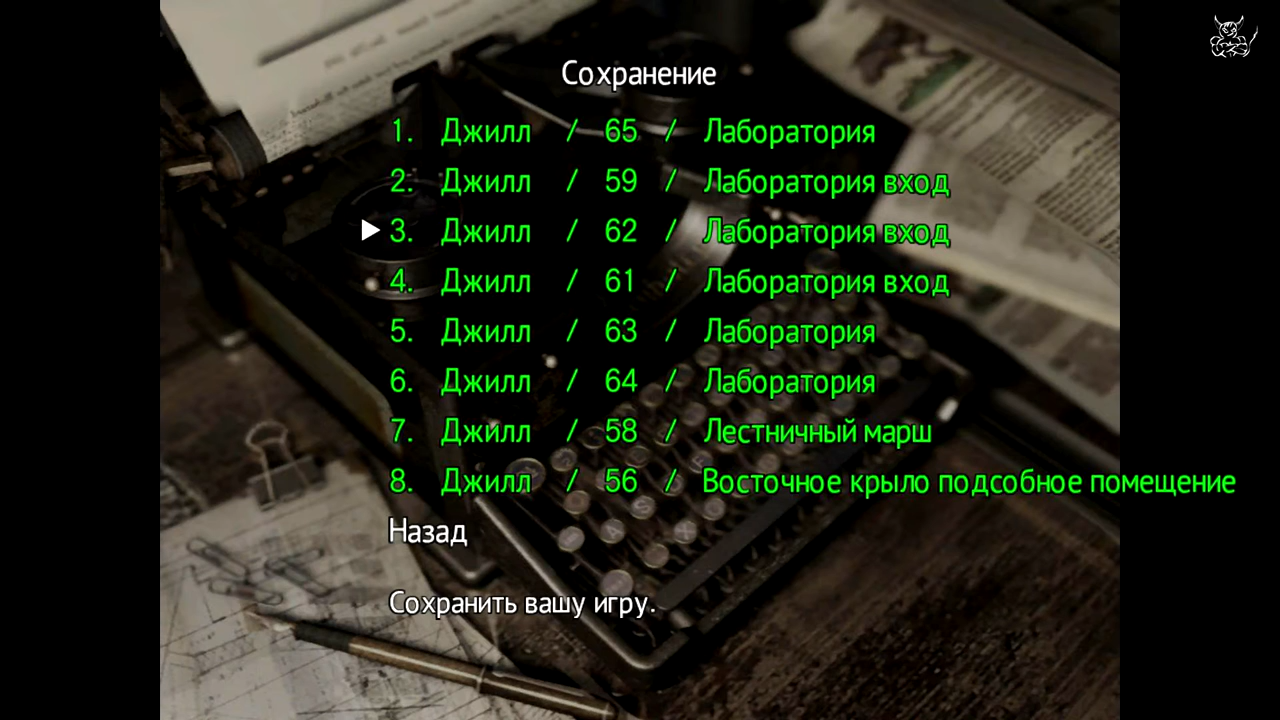 Сохранение
1. Джилл / 65 / Лаборатория
2. Джилл / 59 / Лаборатория вход
3. Джилл / 62 / Лаборатория вход
4. Джилл / 61 / Лаборатория вход
5. Джилл / 63 / Лаборатория
6. Джилл / 64 / Лаборатория
7. Джилл / 58 / Лестничный марш
8. Джилл / 56 / Восточное крыло подсобное помещение
Назад
Сохранить вашу игру.